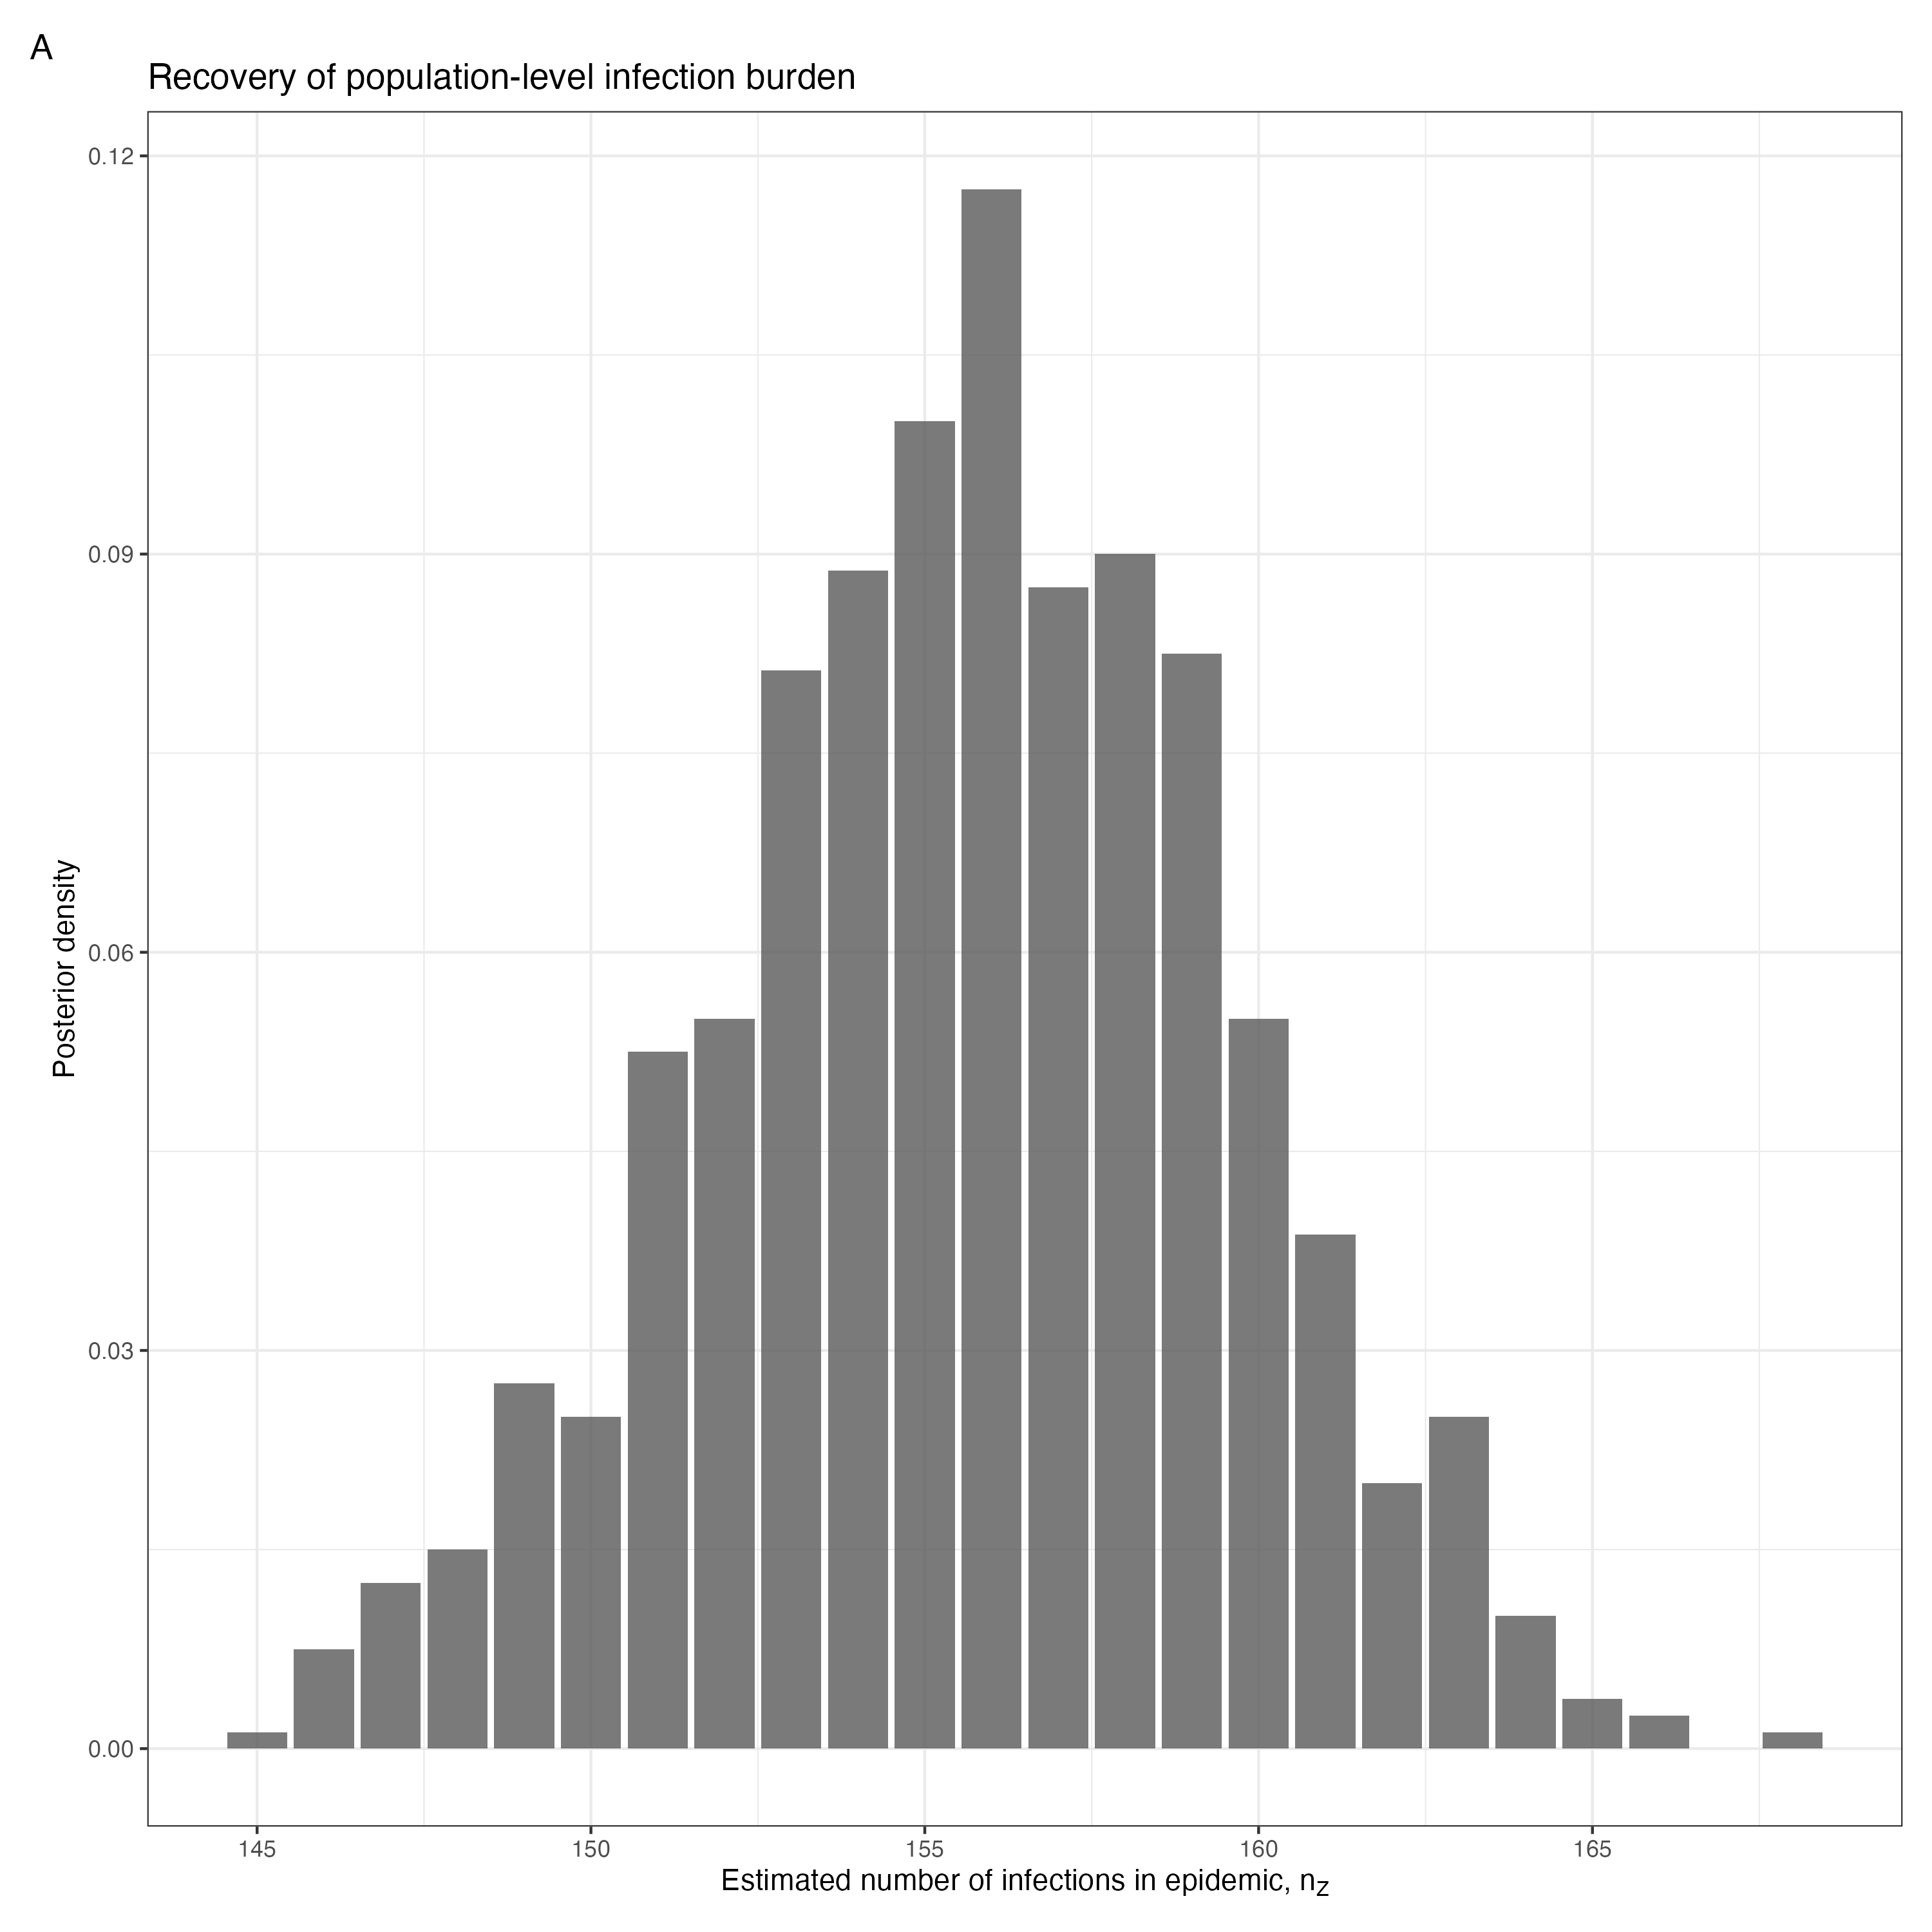 A
Recovery of population-level infection burden
0.12
0.09
0.06
0.03
0.00
Posterior density
145 150 155 160 165
Estimated number of infections in epidemic, nz